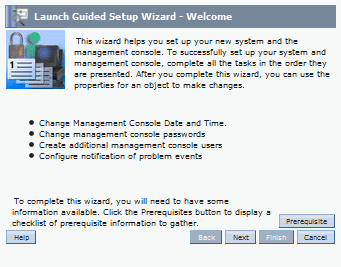 Launch Guided Setup Wizard - Welcome
This wizard helps you set up your new system and the
management console. To successfully set up your system and
management console, complete all the tasks in the order they
are presented. After you complete this wizard, you can use the
properties for an object to make changes.
1
• Change Management Console Date and Time.
• Change management console passwords
• Create additional management console users
• Configure notification of problem events
To complete this wizard, you will need to have some
information available. Click the Prerequisites button to display a
checklist of prerequisite information to gather.
Prerequisite
Help Back Next Finish Cancel